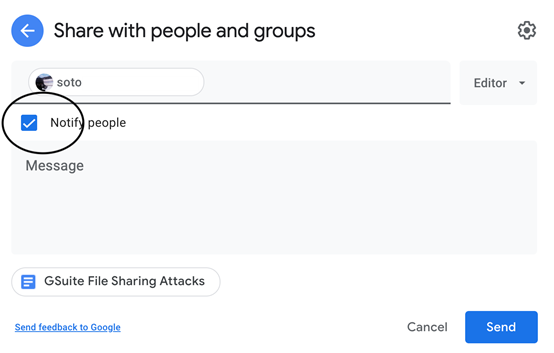 Share with people and groups
soto
Editor
Notify people
Message
GSuite File Sharing Attacks
Send feedback to Google
Cancel
Send